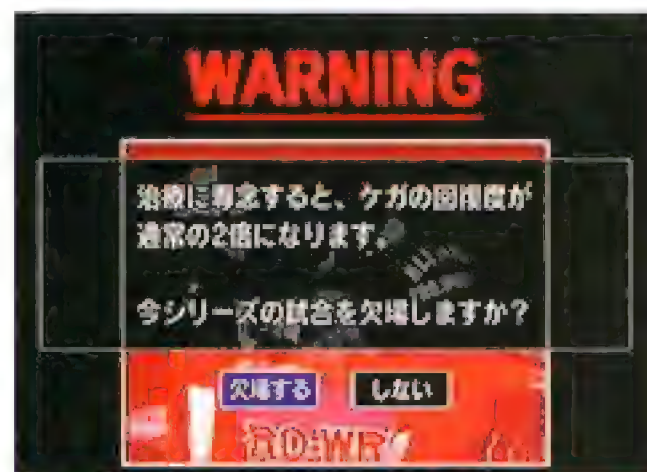 WARNING
治療に専念すると、ケガの回復度が
通常の2倍になります。
今シリーズの試合を欠場しますか?
欠場する
しない